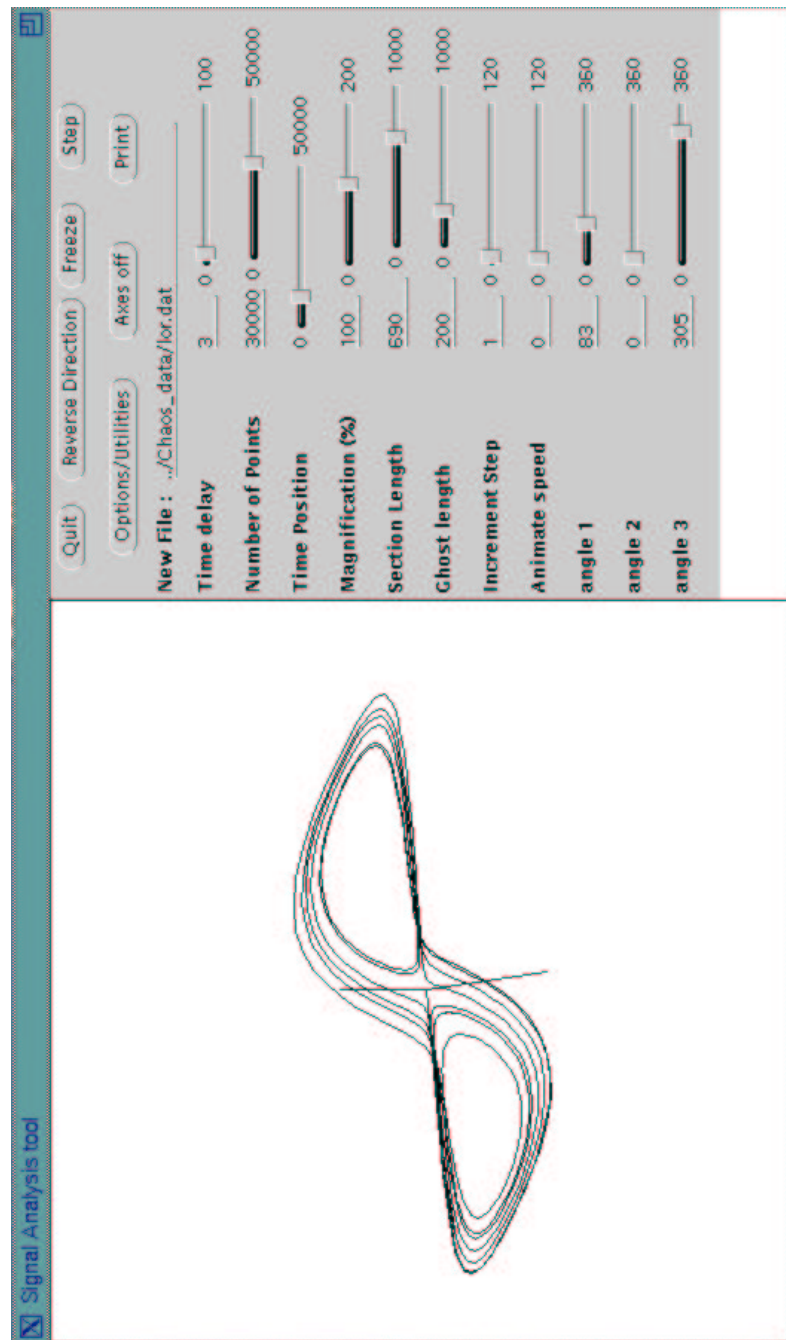 Signal Analysis tool
Quit Reverse Direction Freeze Step
Options/Utilities Axes off Print
New File : ../Chaos_data/lor.dat
Time delay 3 0 100
Number of Points 30000 0 50000
Time Position 0 50000
Magnification (%) 100 0 200
Section Length 690 0 1000
Ghost length 200 0 1000
Increment Step 1 0 120
Animate speed 0 0 120
angle 1 83 0 360
angle 2 0 0 360
angle 3 305 0 360